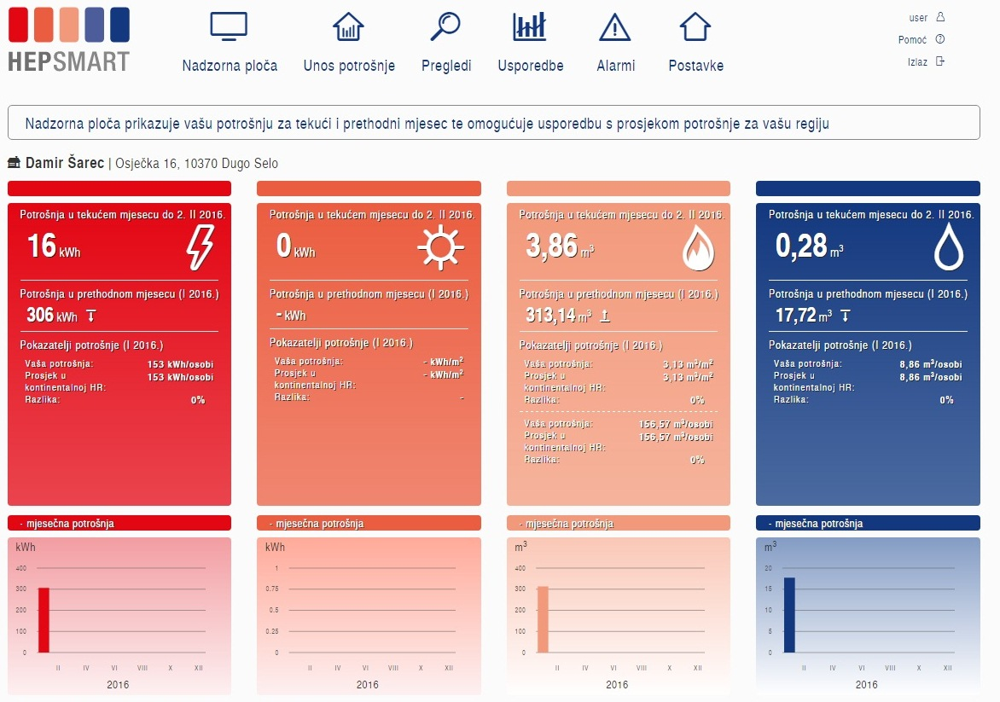 HEPSMART
Nadzorna ploča
Unos potrošnje
Pregledi
Usporedbe
Alarmi
Postavke
user
Pomoć
Izlaz
Nadzorna ploča prikazuje vašu potrošnju za tekući i prethodni mjesec te omogućuje usporedbu s prosjekom potrošnje za vašu regiju
Damir Šarec | Osječka 16, 10370 Dugo Selo
Potrošnja u tekućem mjesecu do 2. II 2016.
16 kWh
Potrošnja u prethodnom mjesecu (I 2016.)
306 kWh
Pokazatelji potrošnje (I 2016.)
Vaša potrošnja: 153 kWh/osobi
Prosjek u 153 kWh/osobi
kontinentalnoj HR:
Razlika: 0%
Potrošnja u tekućem mjesecu do 2. II 2016.
0 kWh
Potrošnja u prethodnom mjesecu (I 2016.)
- kWh
Pokazatelji potrošnje (I 2016.)
Vaša potrošnja: - kWh/m²
Prosjek u - kWh/m²
kontinentalnoj HR:
Razlika: -
Potrošnja u tekućem mjesecu do 2. II 2016.
3,86 m³
Potrošnja u prethodnom mjesecu (I 2016.)
313,14 m³
Pokazatelji potrošnje (I 2016.)
Vaša potrošnja: 3,13 m³/m²
Prosjek u 3,13 m³/m²
kontinentalnoj HR:
Razlika: 0%
Vaša potrošnja: 156,57 m³/osobi
Prosjek u 156,57 m³/osobi
kontinentalnoj HR:
Razlika: 0%
Potrošnja u tekućem mjesecu do 2. II 2016.
0,28 m³
Potrošnja u prethodnom mjesecu (I 2016.)
17,72 m³
Pokazatelji potrošnje (I 2016.)
Vaša potrošnja: 8,86 m³/osobi
Prosjek u 8,86 m³/osobi
kontinentalnoj HR:
Razlika: 0%
- mjesečna potrošnja
kWh
400
300
200
100
0
II IV VI VIII X XII
2016
- mjesečna potrošnja
kWh
1
0.75
0.5
0.25
0
II IV VI VIII X XII
2016
- mjesečna potrošnja
m³
400
300
200
100
0
II IV VI VIII X XII
2016
- mjesečna potrošnja
m³
20
15
10
5
0
II IV VI VIII X XII
2016